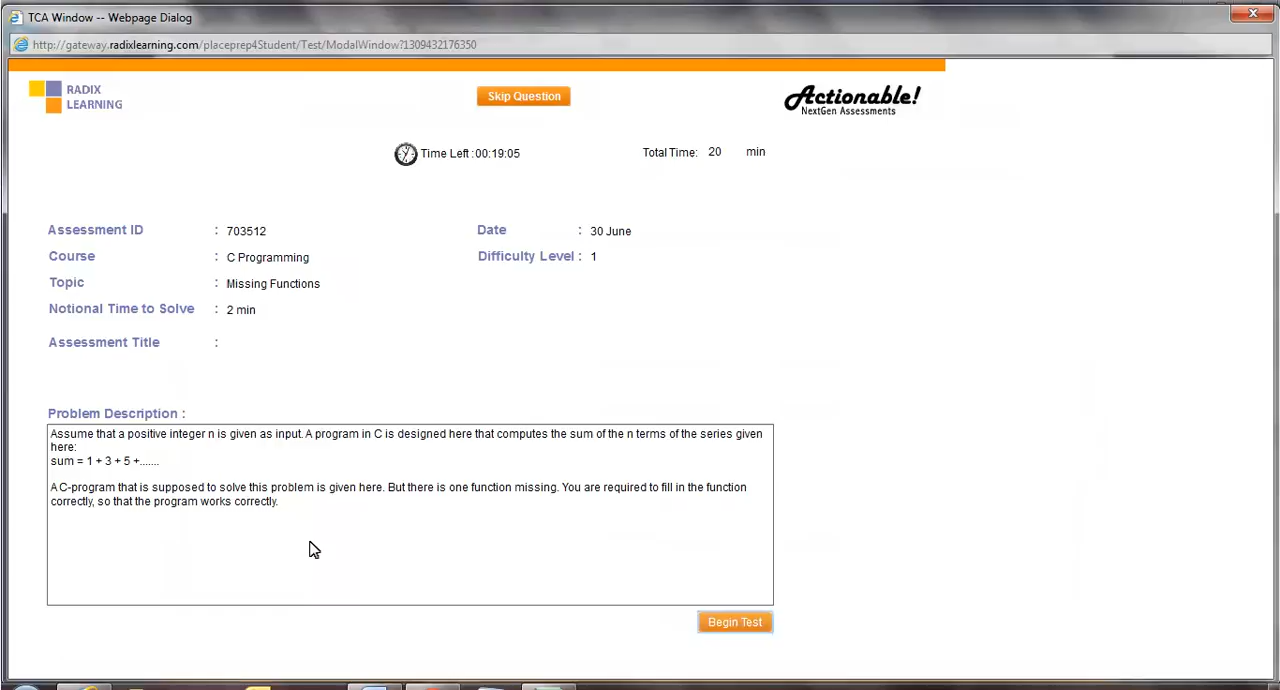 TCA Window -- Webpage Dialog
X
http://gateway.radixlearning.com/placeprep4Student/Test/ModalWindow?1309432176350
RADIX
LEARNING
Skip Question
Actionable!
NextGen Assessments
Time Left :00:19:05
Total Time: 20 min
Assessment ID : 703512
Date : 30 June
Course : C Programming
Difficulty Level : 1
Topic : Missing Functions
Notional Time to Solve : 2 min
Assessment Title :
Problem Description :
Assume that a positive integer n is given as input. A program in C is designed here that computes the sum of the n terms of the series given
here:
sum = 1 + 3 + 5 +.......
A C-program that is supposed to solve this problem is given here. But there is one function missing. You are required to fill in the function
correctly, so that the program works correctly.
Begin Test